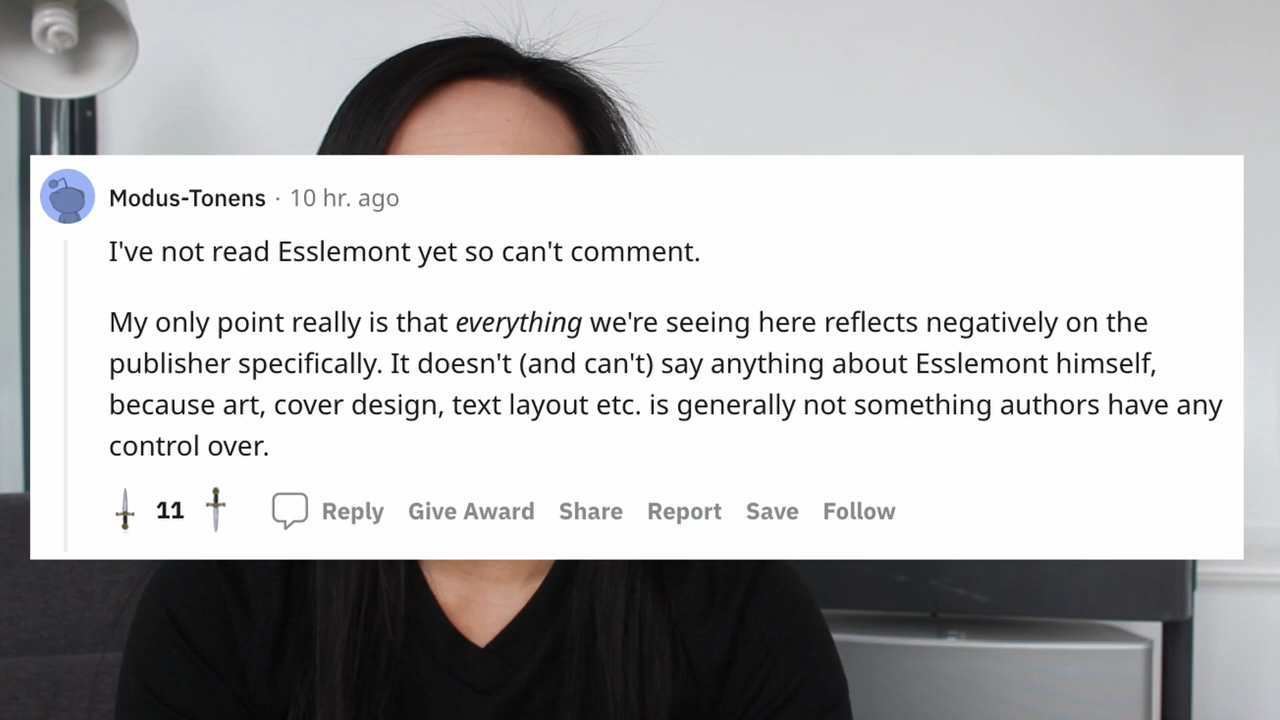 Modus-Tonens · 10 hr. ago
I've not read Esslemont yet so can't comment.
My only point really is that everything we're seeing here reflects negatively on the
publisher specifically. It doesn't (and can't) say anything about Esslemont himself,
because art, cover design, text layout etc. is generally not something authors have any
control over.
11 Reply Give Award Share Report Save Follow